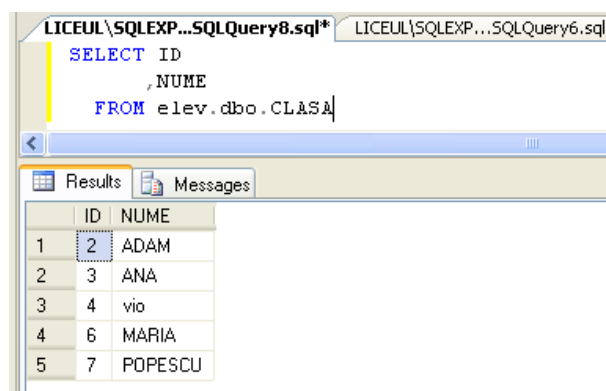 LICEUL\SQLEXP...SQLQuery8.sql* LICEUL\SQLEXP...SQLQuery6.sql
SELECT ID
,NUME
FROM elev.dbo.CLASA
Results Messages
ID NUME
1 2 ADAM
2 3 ANA
3 4 vio
4 6 MARIA
5 7 POPESCU